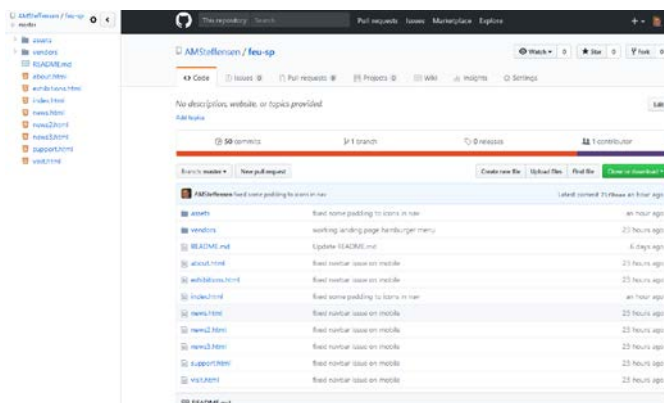 AMSteffensen / feu-sp
master
assets
vendors
README.md
about.html
exhibitions.html
index.html
news.html
news2.html
news3.html
support.html
visit.html
This repository Search Pull requests Issues Marketplace Explore
AMSteffensen / feu-sp
Watch 0 Star 0 Fork 0
Code Issues 0 Pull requests 0 Projects 0 Wiki Insights Settings
No description, website, or topics provided.
Add topics
50 commits 1 branch 0 releases 1 contributor
Branch: master New pull request Create new file Upload files Find file Clone or download
AMSteffensen fixed some padding to icons in nav Latest commit an hour ago
assets fixed some padding to icons in nav an hour ago
vendors working landing page hamburger menu 23 hours ago
README.md Update README.md 6 days ago
about.html fixed navbar issue on mobile 23 hours ago
exhibitions.html fixed navbar issue on mobile 23 hours ago
index.html fixed some padding to icons in nav an hour ago
news.html fixed navbar issue on mobile 23 hours ago
news2.html fixed navbar issue on mobile 23 hours ago
news3.html fixed navbar issue on mobile 23 hours ago
support.html fixed navbar issue on mobile 23 hours ago
visit.html fixed navbar issue on mobile 23 hours ago
README.md